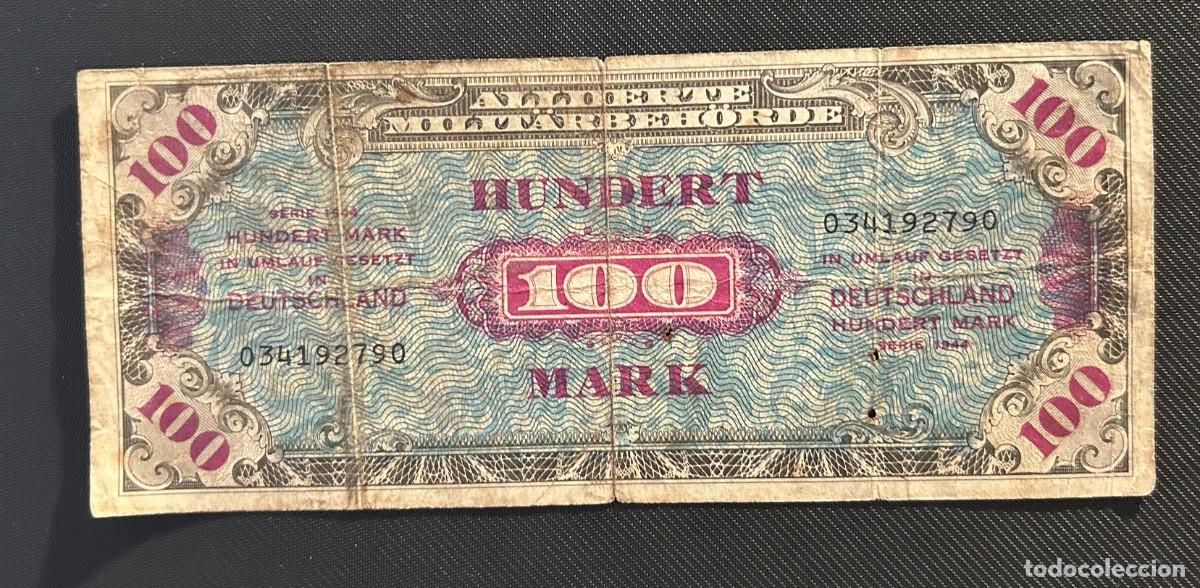 100
ALLIIERTE
MILITÄRBEHÖRDE
100
HUNDERT
SERIE 1944
HUNDERT MARK
IN UMLAUF GESETZT
IN
DEUTSCHLAND
034192790
100
034192790
IN UMLAUF GESETZT
IN
DEUTSCHLAND
HUNDERT MARK
SERIE 1944
MARK
100
100
todocoleccion